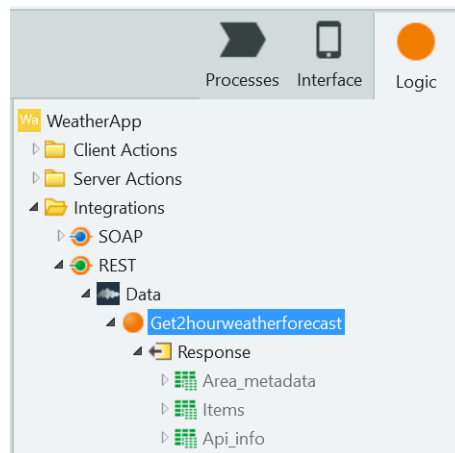 Processes Interface Logic
Wa WeatherApp
Client Actions
Server Actions
Integrations
SOAP
REST
Data
Get2hourweatherforecast
Response
Area_metadata
Items
Api_info